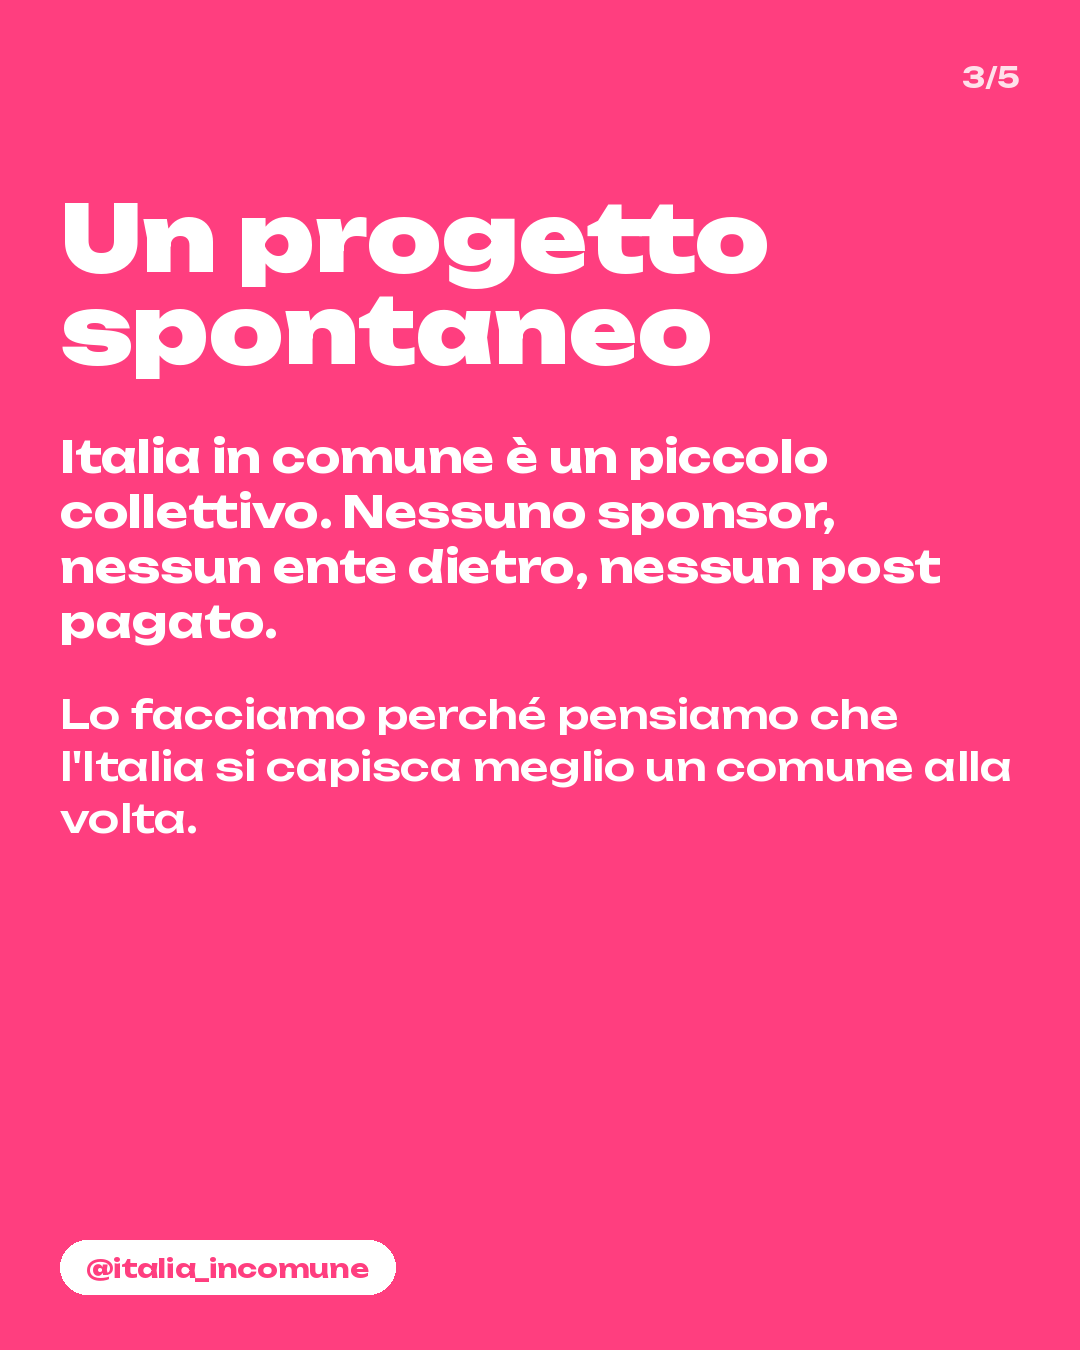 3/5
Un progetto
spontaneo
Italia in comune è un piccolo
collettivo. Nessuno sponsor,
nessun ente dietro, nessun post
pagato.
Lo facciamo perché pensiamo che
l'Italia si capisca meglio un comune alla
volta.
@italia_incomune